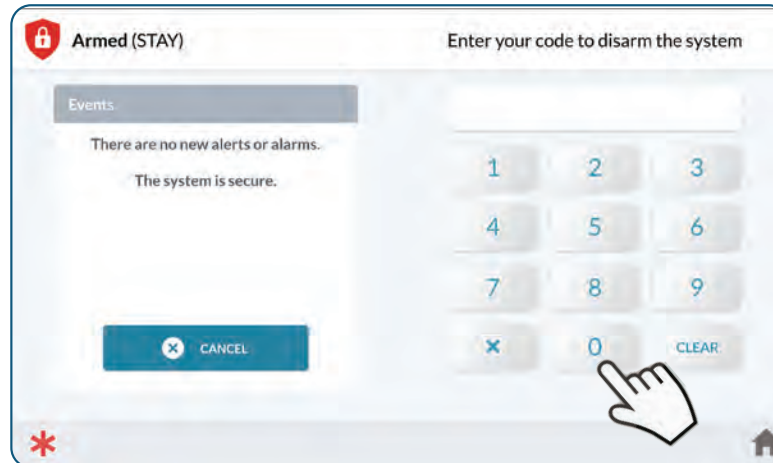 Armed (STAY)
Enter your code to disarm the system
Events
There are no new alerts or alarms.
The system is secure.
CANCEL
1 2 3
4 5 6
7 8 9
0 CLEAR